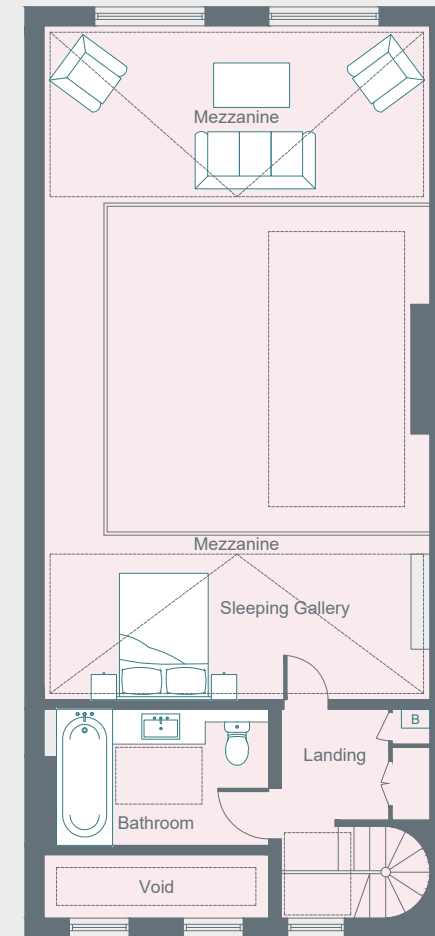 Mezzanine
Mezzanine
Sleeping Gallery
B
Landing
Bathroom
Void